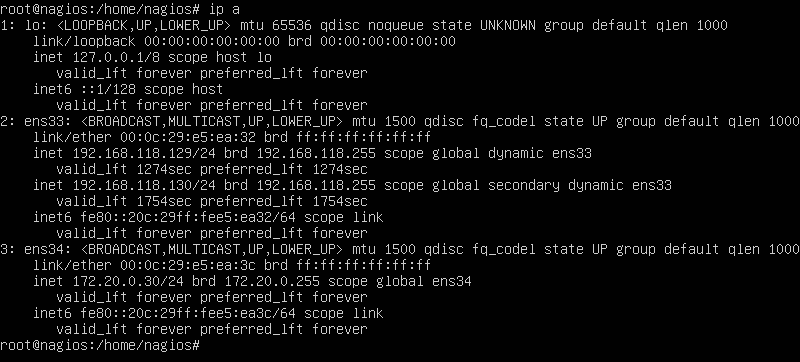 root@nagios:/home/nagios# ip a
1: lo: <LOOPBACK,UP,LOWER_UP> mtu 65536 qdisc noqueue state UNKNOWN group default qlen 1000
    link/loopback 00:00:00:00:00:00 brd 00:00:00:00:00:00
    inet 127.0.0.1/8 scope host lo
       valid_lft forever preferred_lft forever
    inet6 ::1/128 scope host
       valid_lft forever preferred_lft forever
2: ens33: <BROADCAST,MULTICAST,UP,LOWER_UP> mtu 1500 qdisc fq_codel state UP group default qlen 1000
    link/ether 00:0c:29:e5:ea:32 brd ff:ff:ff:ff:ff:ff
    inet 192.168.118.129/24 brd 192.168.118.255 scope global dynamic ens33
       valid_lft 1274sec preferred_lft 1274sec
    inet 192.168.118.130/24 brd 192.168.118.255 scope global secondary dynamic ens33
       valid_lft 1754sec preferred_lft 1754sec
    inet6 fe80::20c:29ff:fee5:ea32/64 scope link
       valid_lft forever preferred_lft forever
3: ens34: <BROADCAST,MULTICAST,UP,LOWER_UP> mtu 1500 qdisc fq_codel state UP group default qlen 1000
    link/ether 00:0c:29:e5:ea:3c brd ff:ff:ff:ff:ff:ff
    inet 172.20.0.30/24 brd 172.20.0.255 scope global ens34
       valid_lft forever preferred_lft forever
    inet6 fe80::20c:29ff:fee5:ea3c/64 scope link
       valid_lft forever preferred_lft forever
root@nagios:/home/nagios#